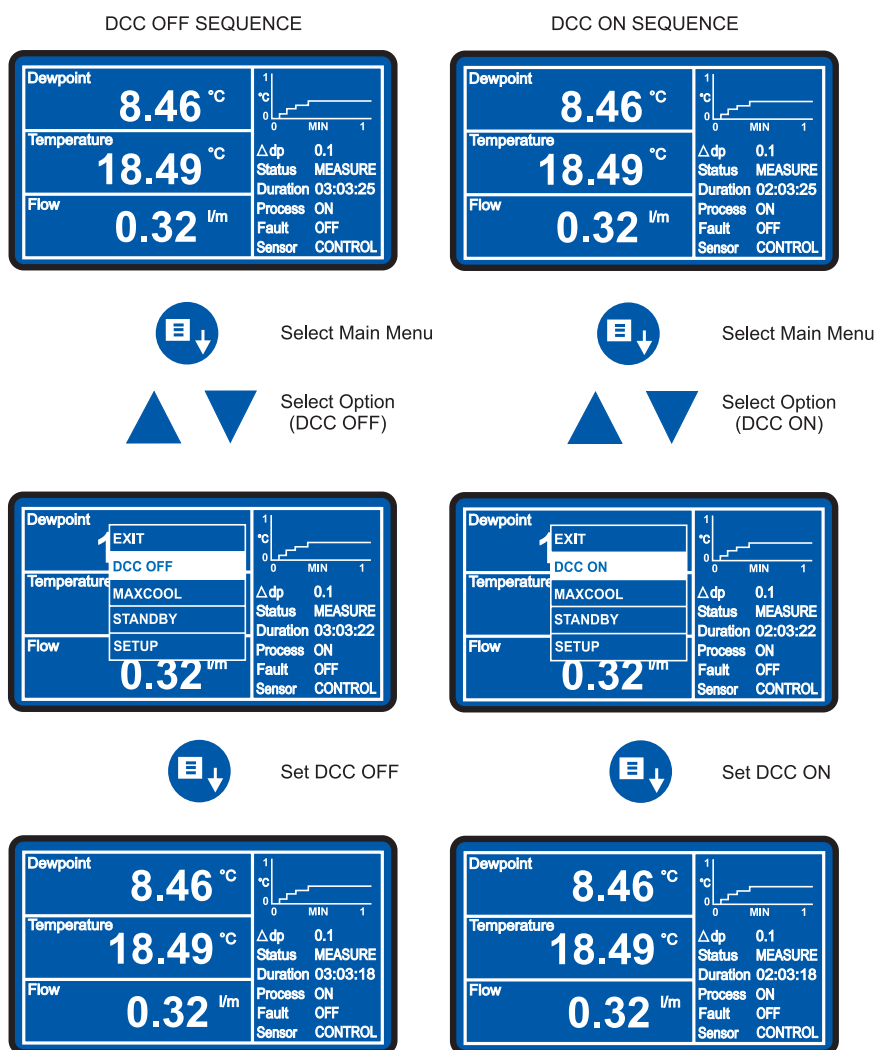 DCC OFF SEQUENCE
Dewpoint
8.46 °C
Temperature
18.49 °C
Flow
0.32 l/m
1
°C
0
0 MIN 1
△dp 0.1
Status MEASURE
Duration 03:03:25
Process ON
Fault OFF
Sensor CONTROL
Select Main Menu
Select Option
(DCC OFF)
Dewpoint
1
EXIT
DCC OFF
Temperature
MAXCOOL
STANDBY
Flow
SETUP
0.32 l/m
1
°C
0
0 MIN 1
△dp 0.1
Status MEASURE
Duration 03:03:22
Process ON
Fault OFF
Sensor CONTROL
Set DCC OFF
Dewpoint
8.46 °C
Temperature
18.49 °C
Flow
0.32 l/m
1
°C
0
0 MIN 1
△dp 0.1
Status MEASURE
Duration 03:03:18
Process ON
Fault OFF
Sensor CONTROL
DCC ON SEQUENCE
Dewpoint
8.46 °C
Temperature
18.49 °C
Flow
0.32 l/m
1
°C
0
0 MIN 1
△dp 0.1
Status MEASURE
Duration 02:03:25
Process ON
Fault OFF
Sensor CONTROL
Select Main Menu
Select Option
(DCC ON)
Dewpoint
1
EXIT
DCC ON
Temperature
MAXCOOL
STANDBY
Flow
SETUP
0.32 l/m
1
°C
0
0 MIN 1
△dp 0.1
Status MEASURE
Duration 02:03:22
Process ON
Fault OFF
Sensor CONTROL
Set DCC ON
Dewpoint
8.46 °C
Temperature
18.49 °C
Flow
0.32 l/m
1
°C
0
0 MIN 1
△dp 0.1
Status MEASURE
Duration 02:03:18
Process ON
Fault OFF
Sensor CONTROL